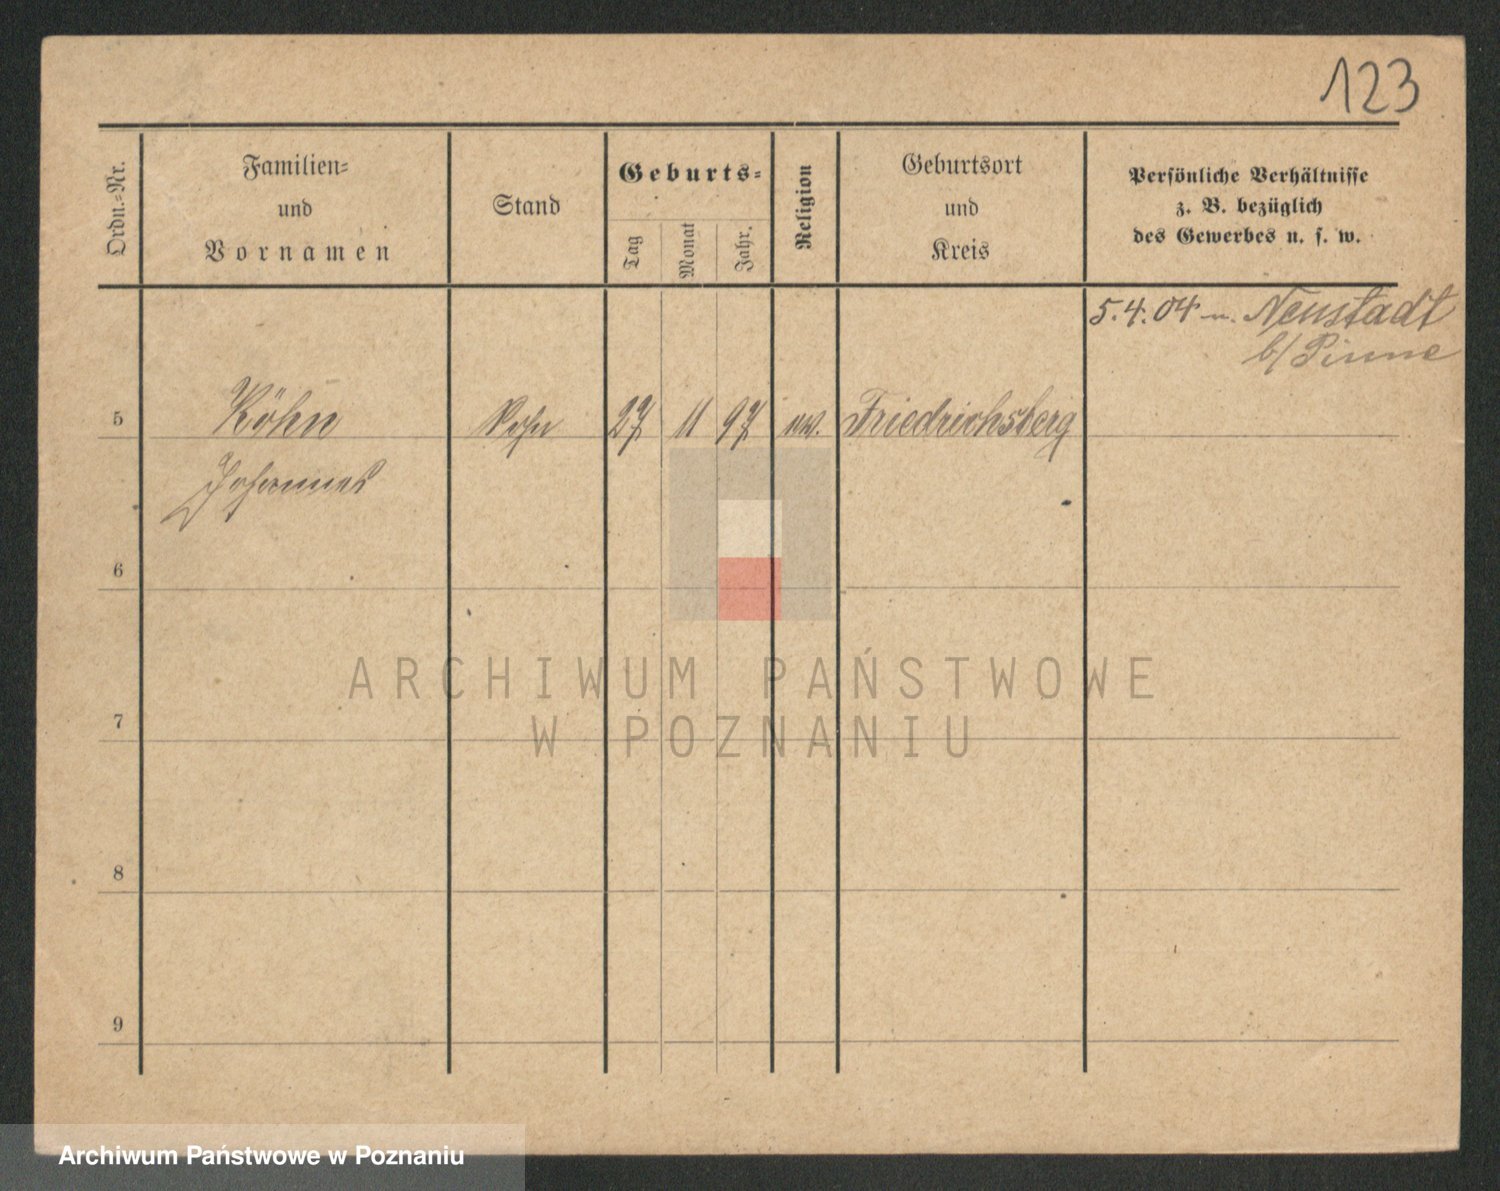 123
Ordn.-Nr.
Familien-
und
Vornamen
Stand
Geburts-
Tag
Monat
Jahr.
Religion
Geburtsort
und
Kreis
Persönliche Verhältnisse
z. B. bezüglich
des Gewerbes u. s. w.
5.4.04 n. Neustadt
b/Pinne
5 Köhn Sohn 27 11 97 Friedrichsberg
Johannes
6
7
8
9
ARCHIWUM PAŃSTWOWE
W POZNANIU
Archiwum Państwowe w Poznaniu